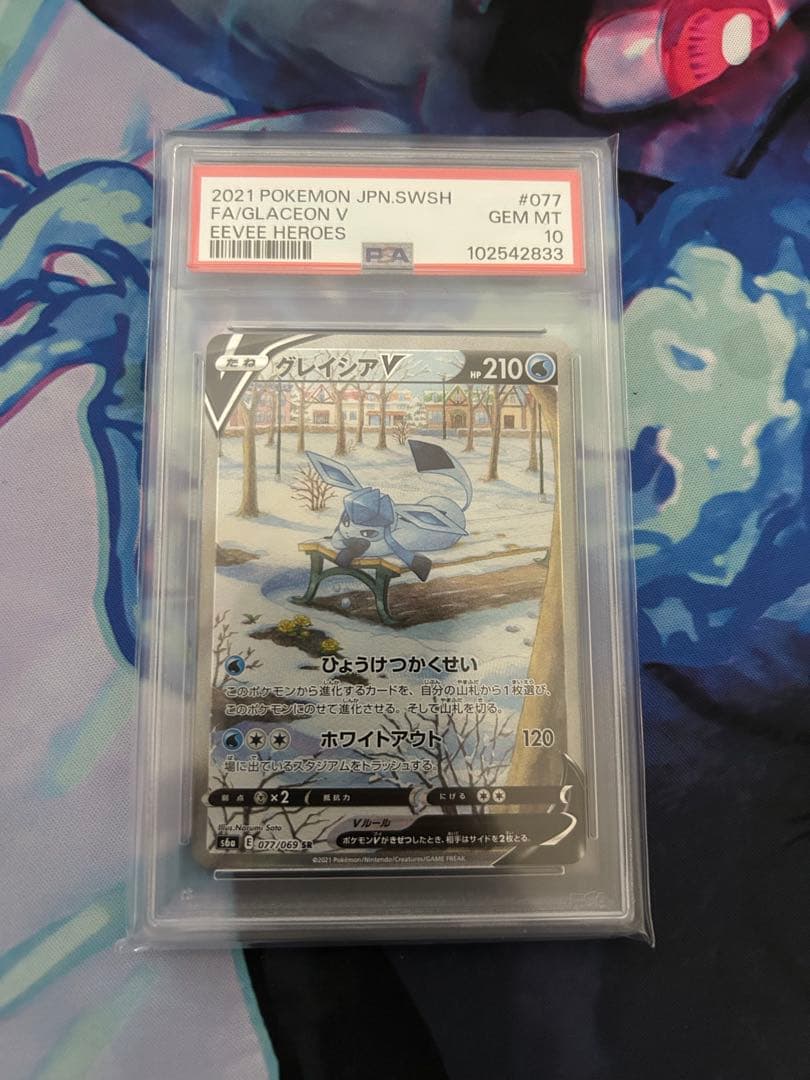 2021 POKEMON JPN.SWSH #077
FA/GLACEON V GEM MT
EEVEE HEROES 10
PSA 102542833
たね グレイシアV HP 210
ひょうけつかくせい
このポケモンから進化するカードを、自分の山札から1枚選び、
このポケモンにのせて進化させる。そして山札を切る。
ホワイトアウト 120
場に出ているスタジアムをトラッシュする。
弱点 ×2 抵抗力 にげる
Vルール
ポケモンVがきぜつしたとき、相手はサイドを2枚とる。
Illus.Narumi Sato
s6a E 077/069 SR
©2021 Pokémon/Nintendo/Creatures/GAME FREAK